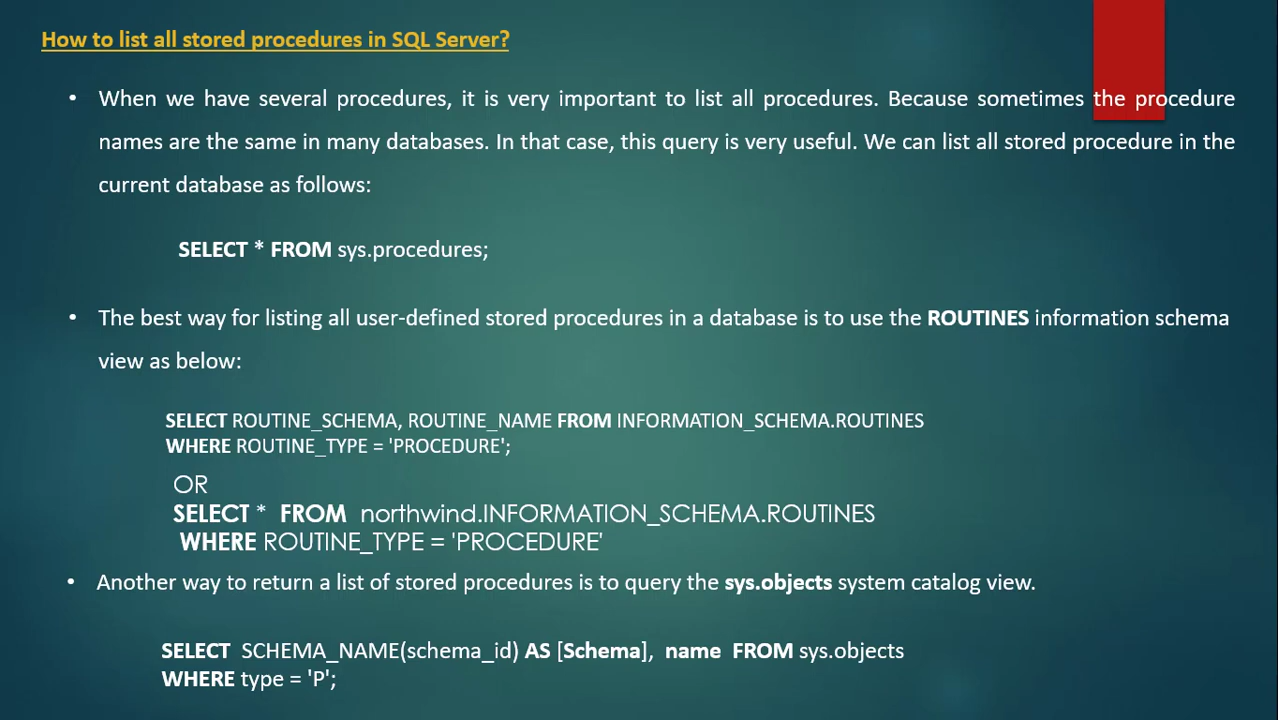 How to list all stored procedures in SQL Server?
• When we have several procedures, it is very important to list all procedures. Because sometimes the procedure
names are the same in many databases. In that case, this query is very useful. We can list all stored procedure in the
current database as follows:
SELECT * FROM sys.procedures;
• The best way for listing all user-defined stored procedures in a database is to use the ROUTINES information schema
view as below:
SELECT ROUTINE_SCHEMA, ROUTINE_NAME FROM INFORMATION_SCHEMA.ROUTINES
WHERE ROUTINE_TYPE = 'PROCEDURE';
OR
SELECT * FROM northwind.INFORMATION_SCHEMA.ROUTINES
WHERE ROUTINE_TYPE = 'PROCEDURE'
• Another way to return a list of stored procedures is to query the sys.objects system catalog view.
SELECT SCHEMA_NAME(schema_id) AS [Schema], name FROM sys.objects
WHERE type = 'P';